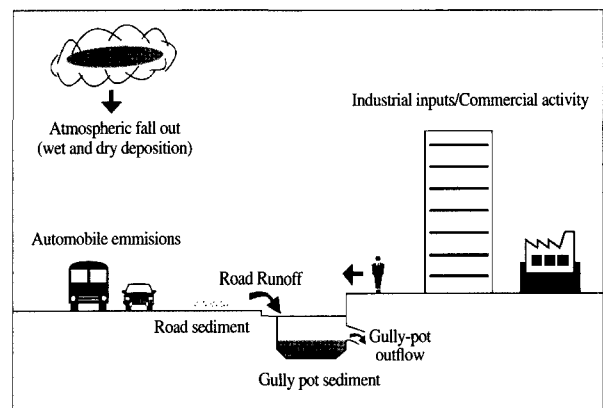 Atmospheric fall out
(wet and dry deposition)
Industrial inputs/Commercial activity
Automobile emmisions
Road Runoff
Road sediment
Gully-pot
outflow
Gully pot sediment